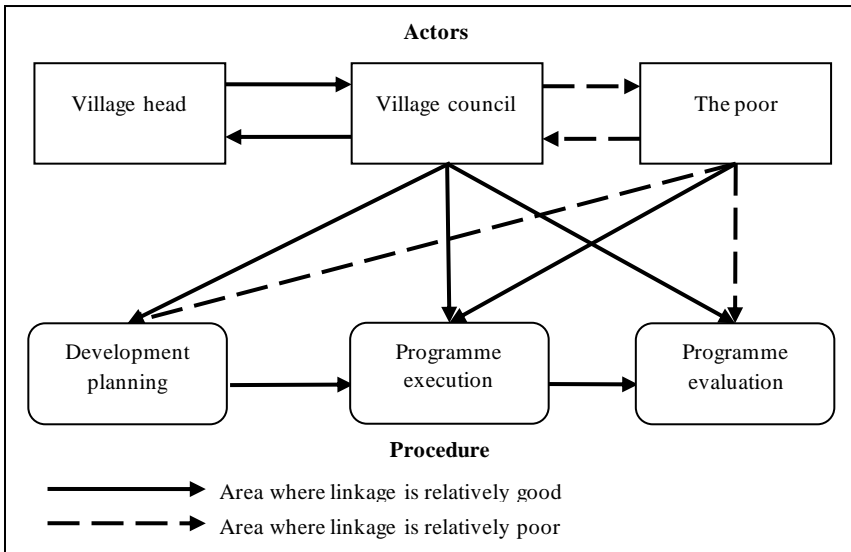 Actors
Village head
Village council
The poor
Development
planning
Programme
execution
Programme
evaluation
Procedure
Area where linkage is relatively good
Area where linkage is relatively poor